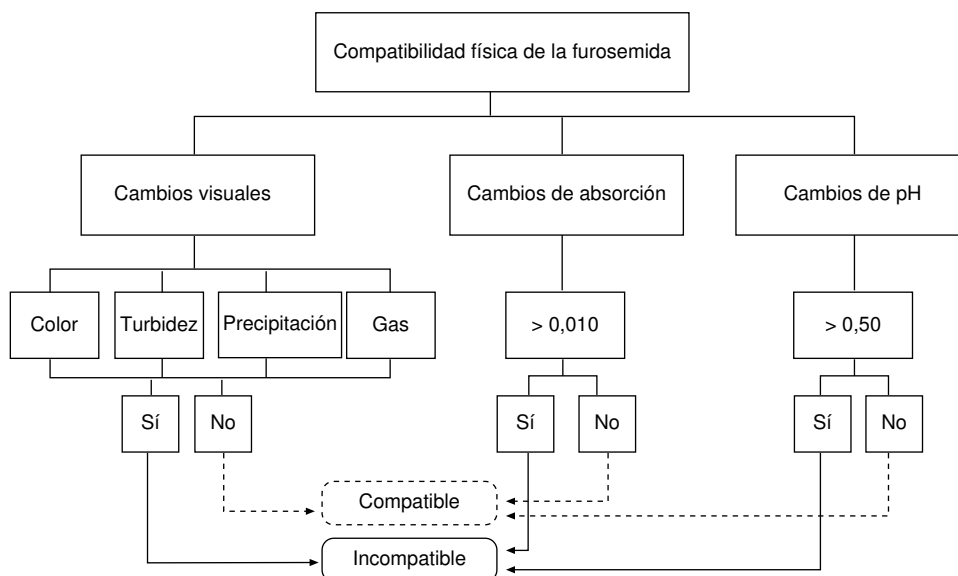 Compatibilidad física de la furosemida
Cambios visuales
Cambios de absorción
Cambios de pH
Color
Turbidez
Precipitación
Gas
> 0,010
> 0,50
Sí
No
Sí
No
Sí
No
Compatible
Incompatible